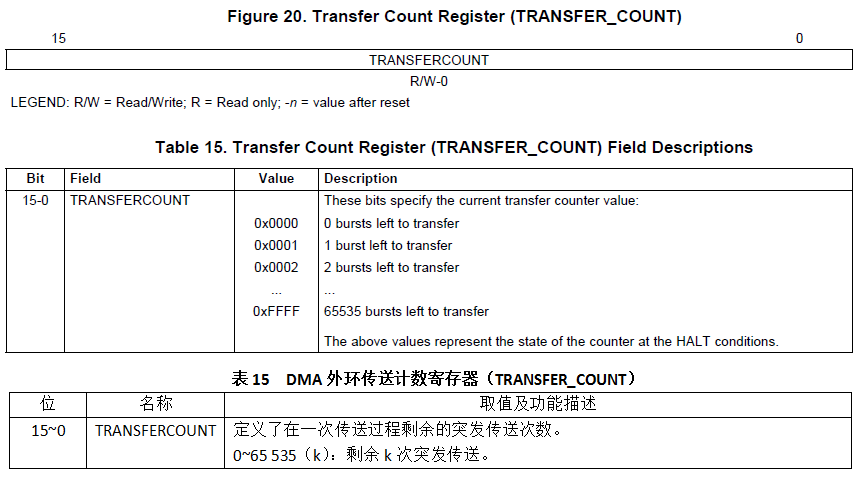 Figure 20. Transfer Count Register (TRANSFER_COUNT)
15 0
TRANSFERCOUNT
R/W-0
LEGEND: R/W = Read/Write; R = Read only; -n = value after reset
Table 15. Transfer Count Register (TRANSFER_COUNT) Field Descriptions
Bit Field Value Description
15-0 TRANSFERCOUNT These bits specify the current transfer counter value:
0x0000 0 bursts left to transfer
0x0001 1 burst left to transfer
0x0002 2 bursts left to transfer
... ...
0xFFFF 65535 bursts left to transfer
The above values represent the state of the counter at the HALT conditions.
表 15 DMA 外环传送计数寄存器（TRANSFER_COUNT）
位 名称 取值及功能描述
15~0 TRANSFERCOUNT 定义了在一次传送过程剩余的突发传送次数。
0~65 535（k）：剩余 k 次突发传送。